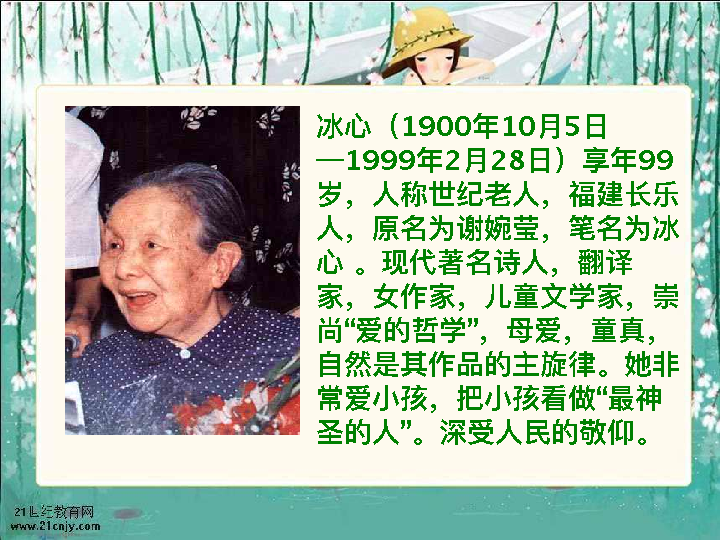 冰心（1900年10月5日
—1999年2月28日）享年99
岁，人称世纪老人，福建长乐
人，原名为谢婉莹，笔名为冰
心 。现代著名诗人，翻译
家，女作家，儿童文学家，崇
尚“爱的哲学”，母爱，童真，
自然是其作品的主旋律。她非
常爱小孩，把小孩看做“最神
圣的人”。深受人民的敬仰。
21世纪教育网
www.21cnjy.com